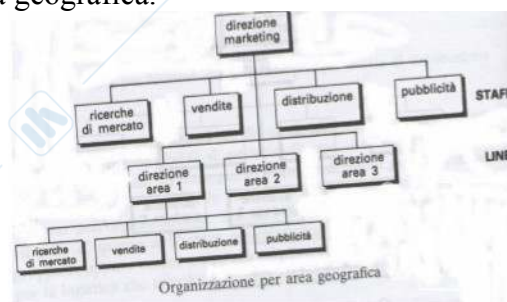 a geografica.
direzione
marketing
ricerche
di mercato
vendite
distribuzione
pubblicità
STAFF
direzione
area 1
direzione
area 2
direzione
area 3
LINE
ricerche
di mercato
vendite
distribuzione
pubblicità
Organizzazione per area geografica